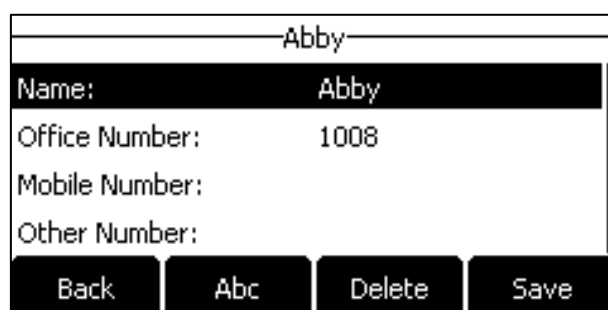 Abby
Name: Abby
Office Number: 1008
Mobile Number:
Other Number:
Back Abc Delete Save